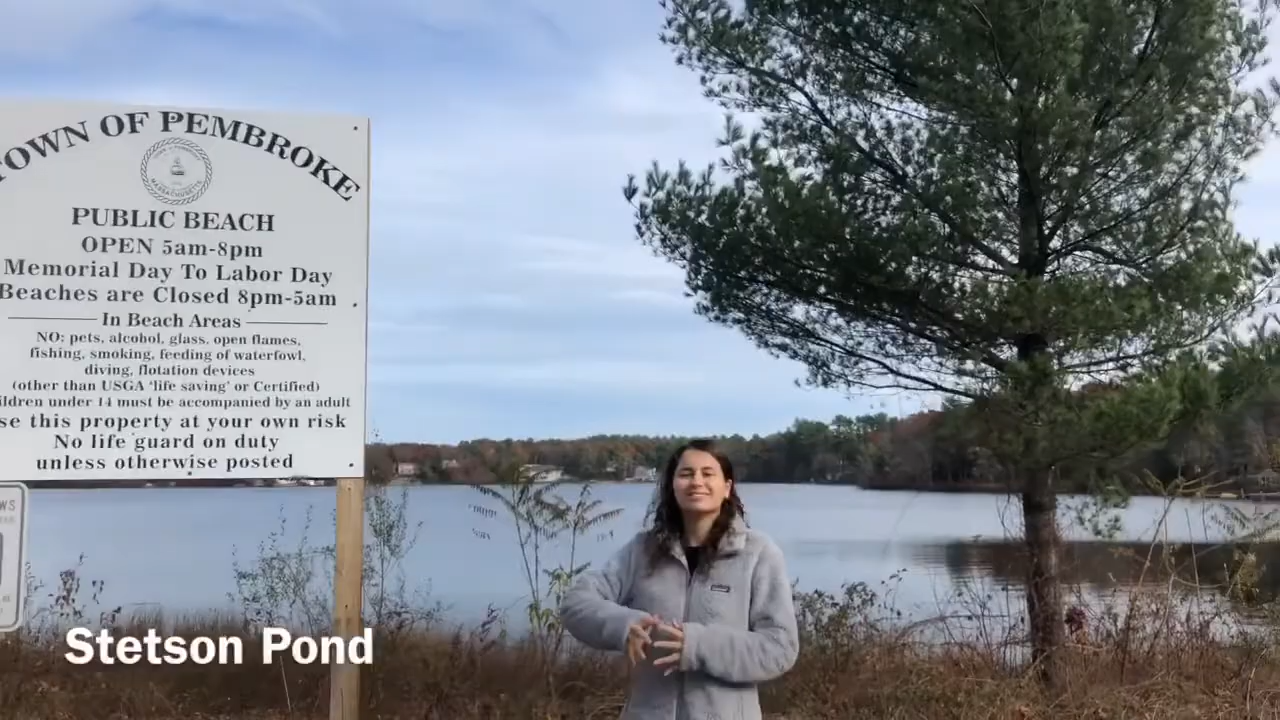 TOWN OF PEMBROKE
MASSACHUSETTS
PUBLIC BEACH
OPEN 5am-8pm
Memorial Day To Labor Day
Beaches are Closed 8pm-5am
In Beach Areas
NO: pets, alcohol, glass, open flames,
fishing, smoking, feeding of waterfowl,
diving, flotation devices
(other than USGA 'life saving' or Certified)
ildren under 14 must be accompanied by an adult
se this property at your own risk
No life guard on duty
unless otherwise posted
WS
Stetson Pond